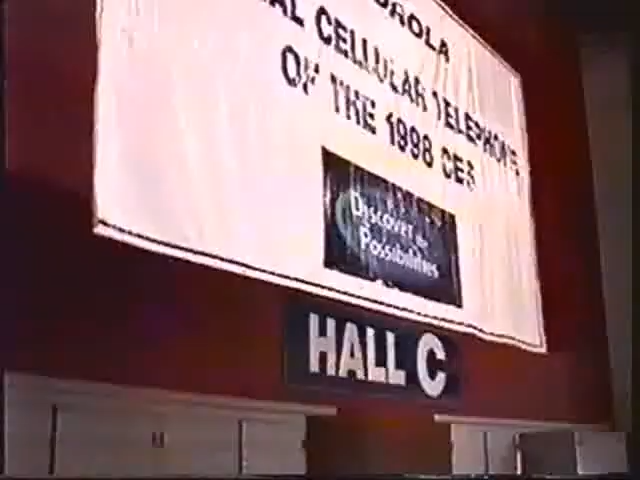 OROLA
AL CELLULAR TELEPHONE
OF THE 1998 CES
Discover the
Possibilities
HALL C